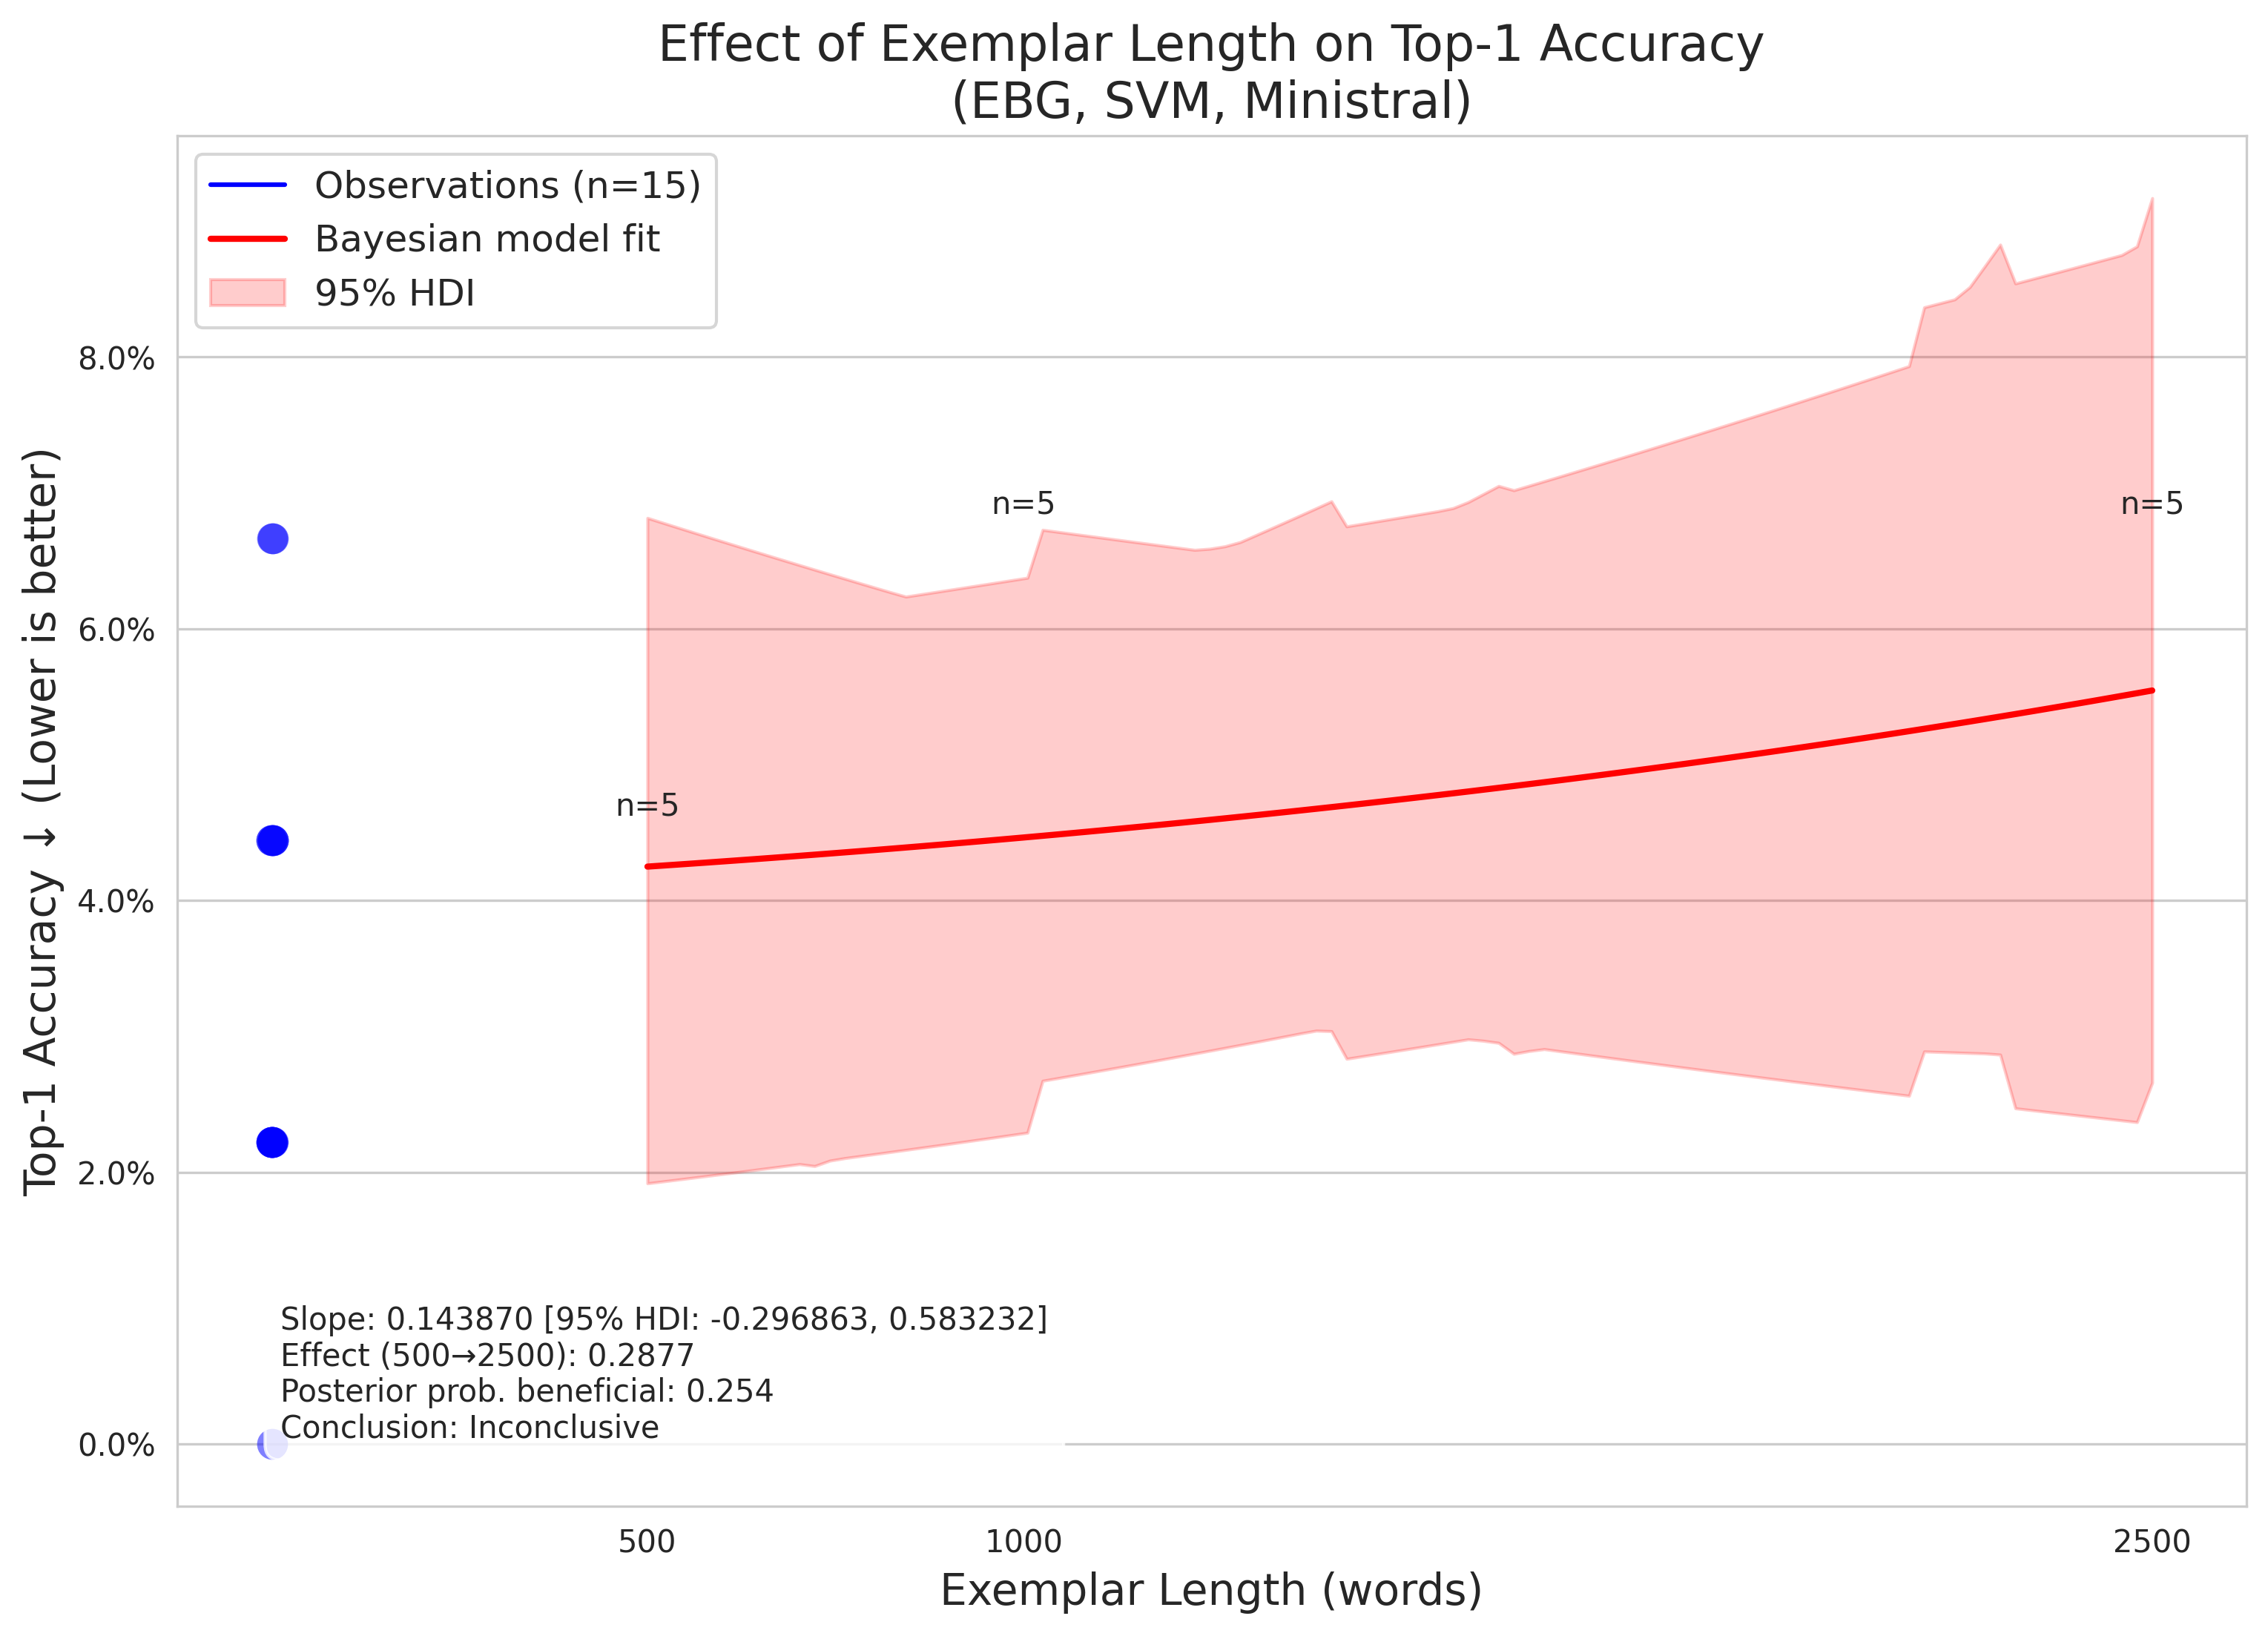 Effect of Exemplar Length on Top-1 Accuracy
(EBG, SVM, Ministral)
Observations (n=15)
Bayesian model fit
95% HDI
Top-1 Accuracy ↓ (Lower is better)
8.0%
6.0%
4.0%
2.0%
0.0%
n=5
n=5
n=5
Slope: 0.143870 [95% HDI: -0.296863, 0.583232]
Effect (500→2500): 0.2877
Posterior prob. beneficial: 0.254
Conclusion: Inconclusive
500
1000
2500
Exemplar Length (words)